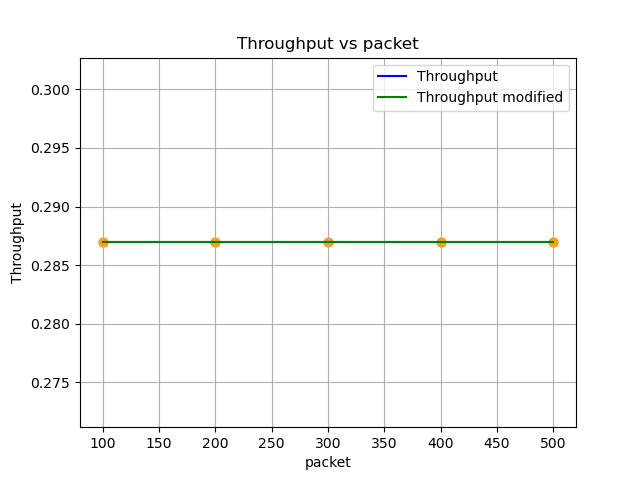 Throughput vs packet
Throughput
Throughput modified
0.300
0.295
0.290
0.285
0.280
0.275
Throughput
100 150 200 250 300 350 400 450 500
packet